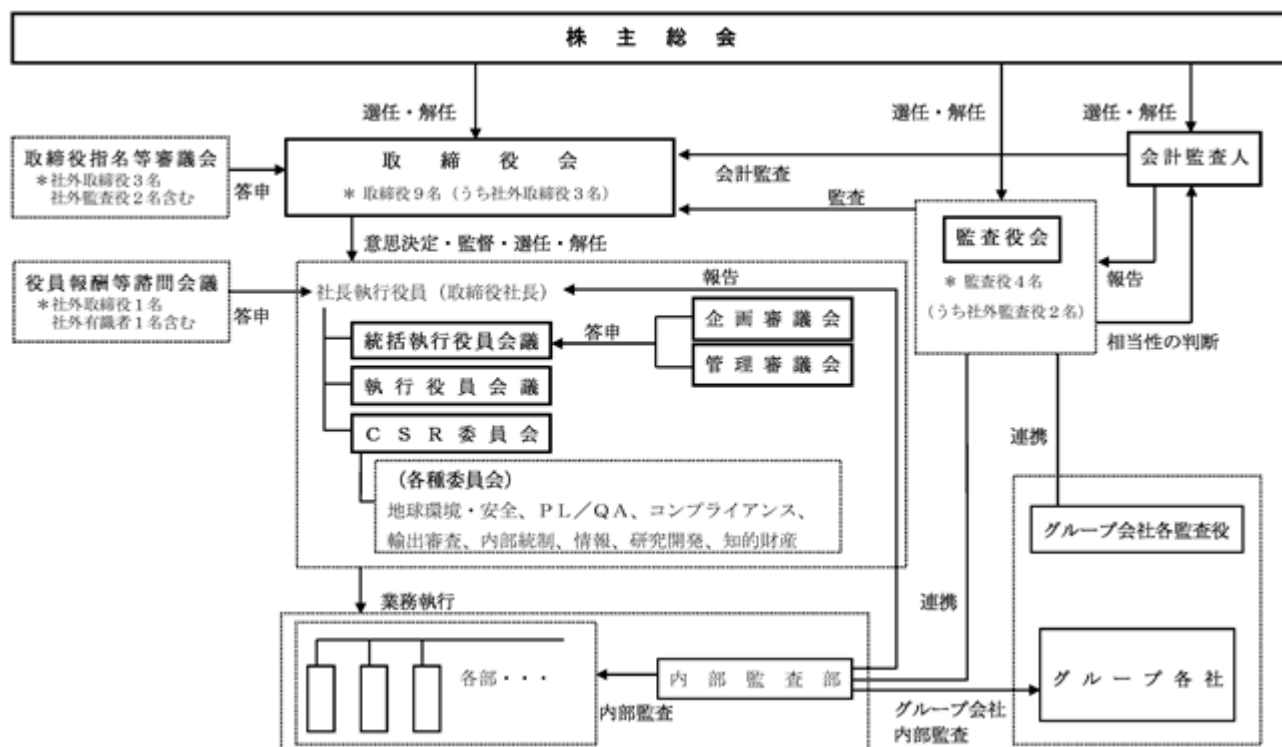 株主総会
選任・解任
選任・解任
選任・解任
取締役指名等審議会
＊社外取締役３名
社外監査役２名含む
答申
取締役会
＊ 取締役９名（うち社外取締役３名）
会計監査
監査
会計監査人
監査役会
＊ 監査役４名
（うち社外監査役２名）
報告
相当性の判断
意思決定・監督・選任・解任
役員報酬等諮問会議
＊社外取締役１名
社外有識者１名含む
答申
社長執行役員（取締役社長）
報告
統括執行役員会議
答申
企画審議会
管理審議会
執行役員会議
ＣＳＲ委員会
（各種委員会）
地球環境・安全、ＰＬ／ＱＡ、コンプライアンス、
輸出審査、内部統制、情報、研究開発、知的財産
連携
グループ会社各監査役
業務執行
連携
各部・・・
内部監査
内部監査部
グループ会社
内部監査
グループ各社